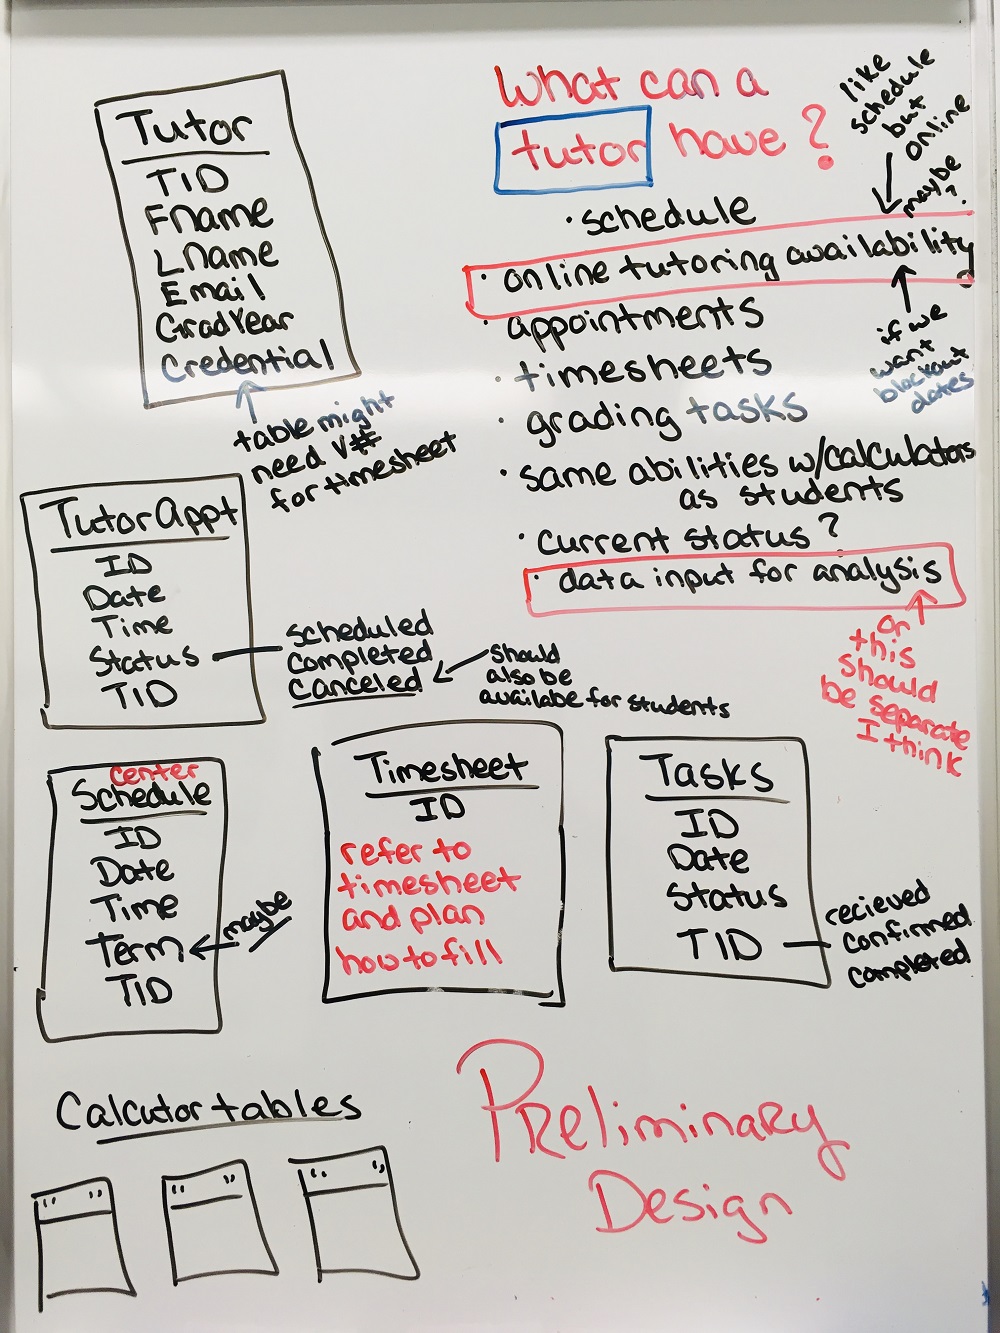 Tutor
TID
FName
LName
Email
GradYear
Credential
table might
need V#
for timesheet
What can a
tutor have?
• schedule
• online tutoring availability
• appointments
• timesheets
• grading tasks
• same abilities w/calculators
as students
• current status?
• data input for analysis
like
schedule
but
online
maybe?
if we
want
blockout
dates
or
this
should
be separate
I think
TutorAppt
ID
Date
Time
Status
TID
scheduled
completed
canceled
should
also be
availabe for students
center
Schedule
ID
Date
Time
Term
TID
maybe
Timesheet
ID
refer to
timesheet
and plan
how to fill
Tasks
ID
Date
Status
TID
recieved
confirmed
completed
Calcutor tables
" "
" "
" "
Preliminary
Design